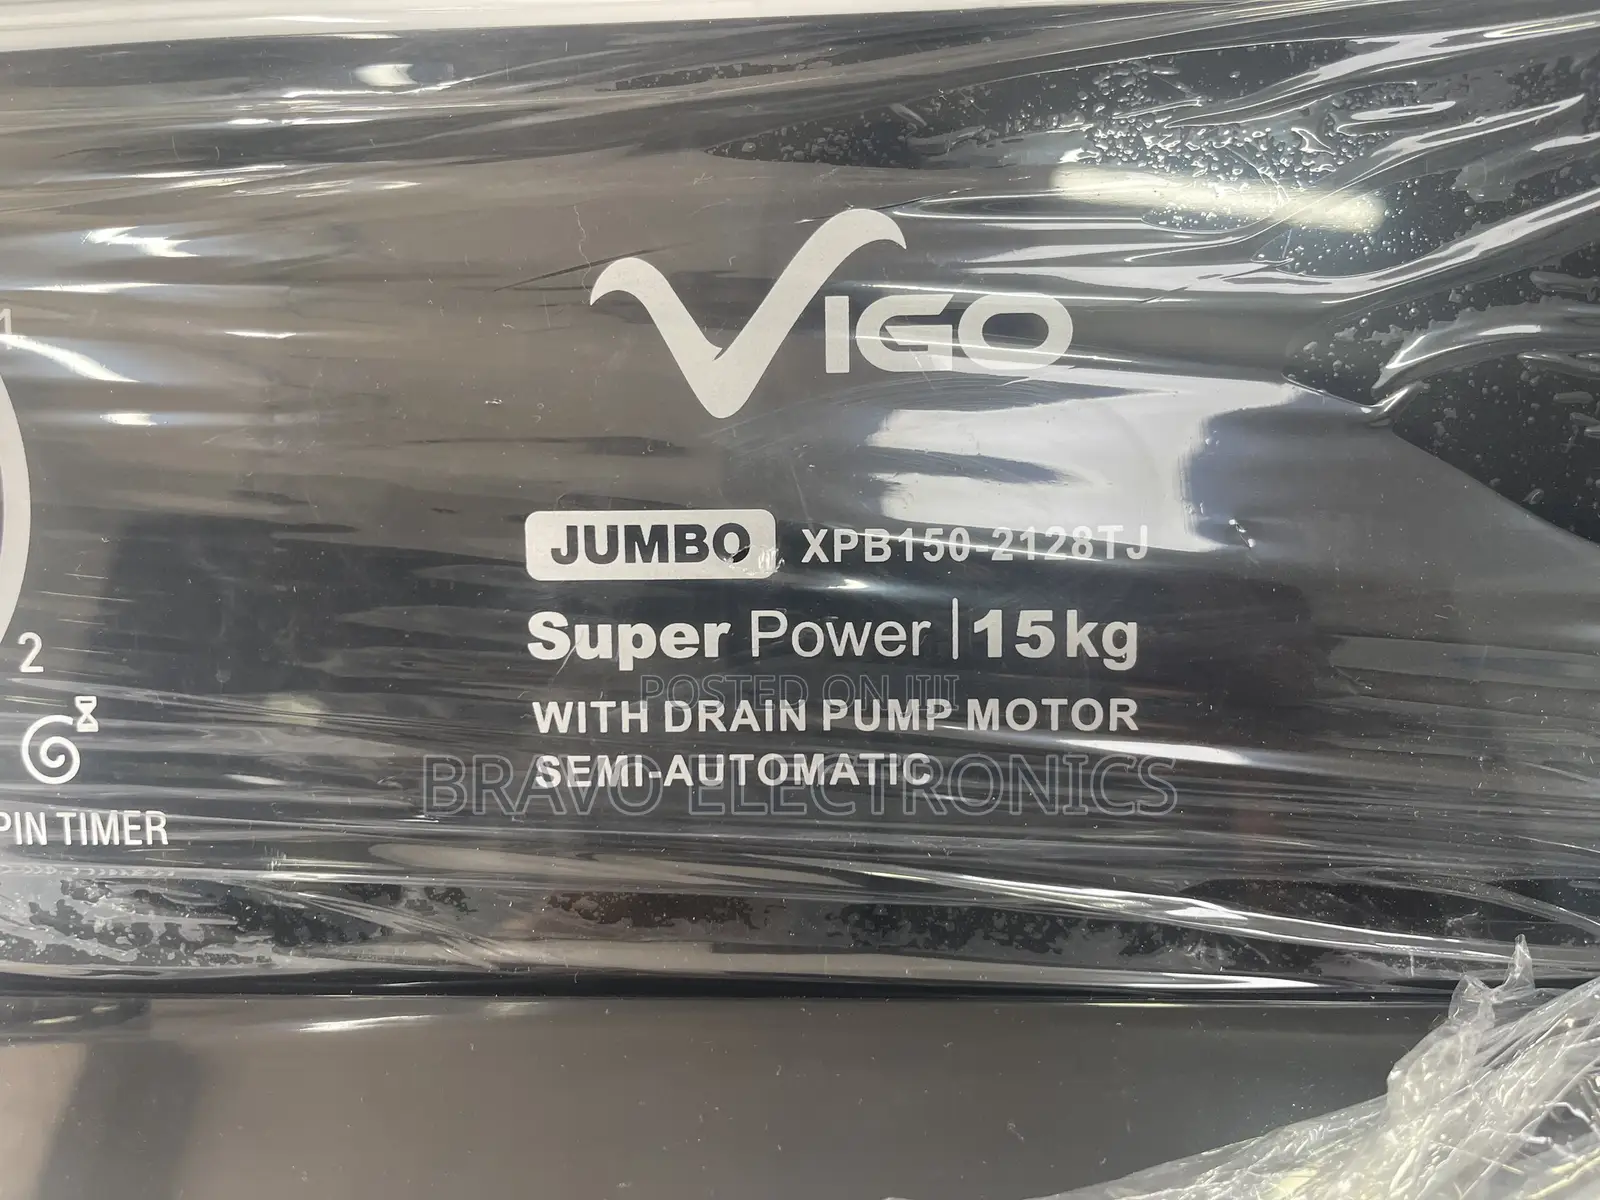 VIGO
1
JUMBO XPB150-2128TJ
Super Power | 15kg
2
POSTED ON JIJI
WITH DRAIN PUMP MOTOR
SEMI-AUTOMATIC
BRAVO ELECTRONICS
PIN TIMER